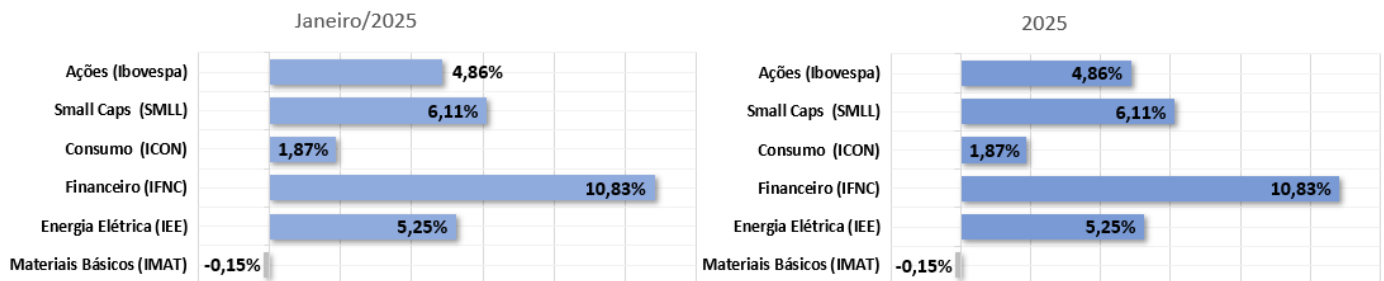 Janeiro/2025
Ações (Ibovespa) 4,86%
Small Caps (SMLL) 6,11%
Consumo (ICON) 1,87%
Financeiro (IFNC) 10,83%
Energia Elétrica (IEE) 5,25%
Materiais Básicos (IMAT) -0,15%
2025
Ações (Ibovespa) 4,86%
Small Caps (SMLL) 6,11%
Consumo (ICON) 1,87%
Financeiro (IFNC) 10,83%
Energia Elétrica (IEE) 5,25%
Materiais Básicos (IMAT) -0,15%